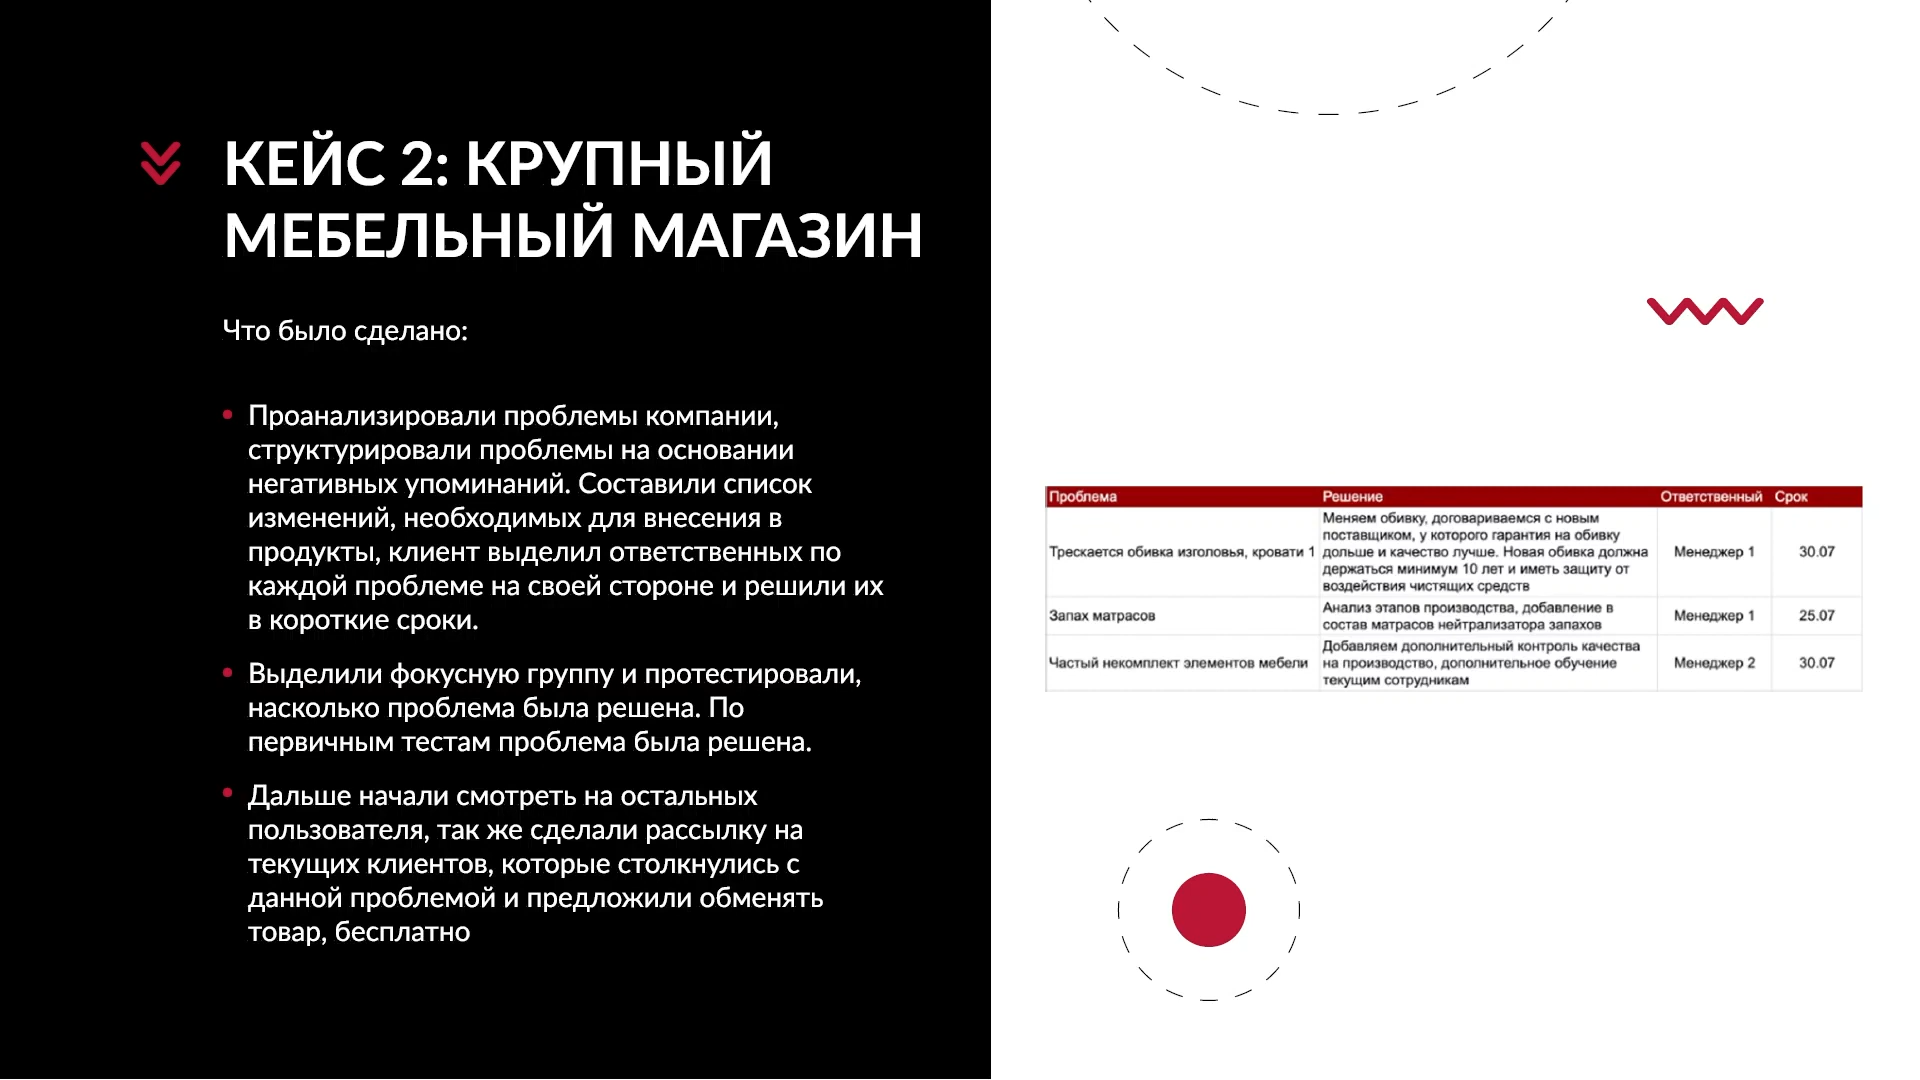 КЕЙС 2: КРУПНЫЙ
МЕБЕЛЬНЫЙ МАГАЗИН
Что было сделано:
Проанализировали проблемы компании,
структурировали проблемы на основании
негативных упоминаний. Составили список
изменений, необходимых для внесения в
продукты, клиент выделил ответственных по
каждой проблеме на своей стороне и решили их
в короткие сроки.
Выделили фокусную группу и протестировали,
насколько проблема была решена. По
первичным тестам проблема была решена.
Дальше начали смотреть на остальных
пользователя, так же сделали рассылку на
текущих клиентов, которые столкнулись с
данной проблемой и предложили обменять
товар, бесплатно
Проблема Решение Ответственный Срок
Трескается обивка изголовья, кровати 1
Меняем обивку, договариваемся с новым
поставщиком, у которого гарантия на обивку
дольше и качество лучше. Новая обивка должна
держаться минимум 10 лет и иметь защиту от
воздействия чистящих средств
Менеджер 1
30.07
Запах матрасов
Анализ этапов производства, добавление в
состав матрасов нейтрализатора запахов
Менеджер 1
25.07
Частый некомплект элементов мебели
Добавляем дополнительный контроль качества
на производство, дополнительное обучение
текущим сотрудникам
Менеджер 2
30.07